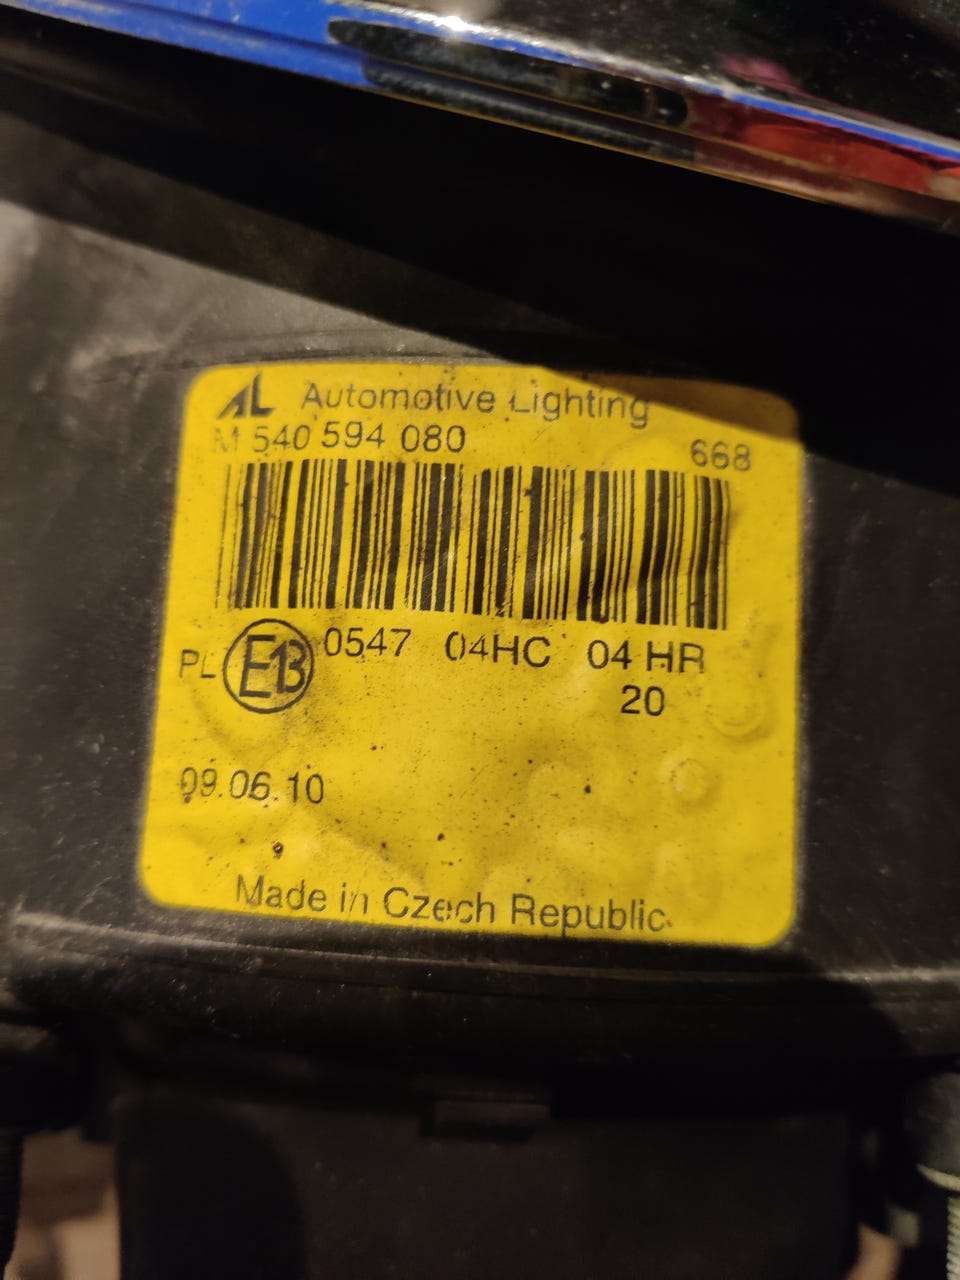 AL Automotive Lighting
M 540 594 080 668
PL E13 0547 04HC 04 HR
20
09.06.10
Made in Czech Republic